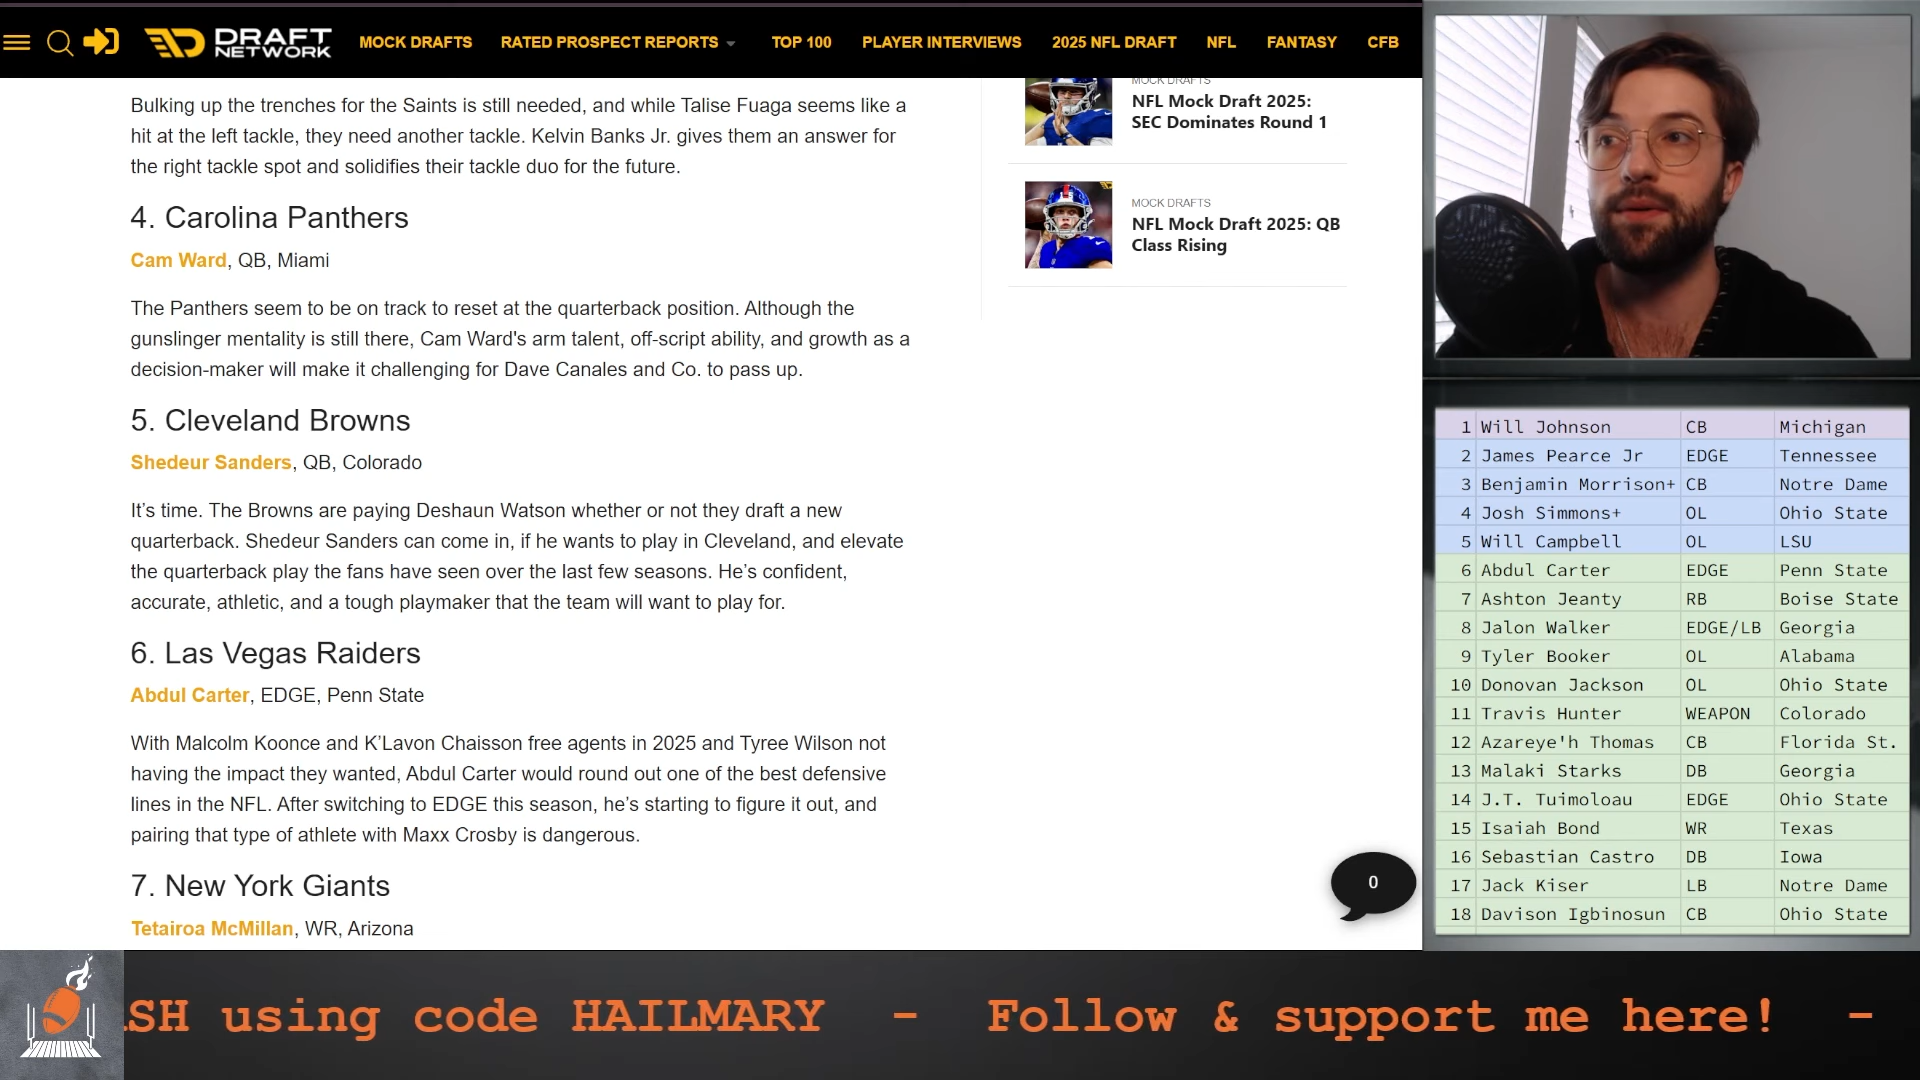 DRAFT NETWORK
MOCK DRAFTS
RATED PROSPECT REPORTS
TOP 100
PLAYER INTERVIEWS
2025 NFL DRAFT
NFL
FANTASY
CFB
Bulking up the trenches for the Saints is still needed, and while Talise Fuaga seems like a
hit at the left tackle, they need another tackle. Kelvin Banks Jr. gives them an answer for
the right tackle spot and solidifies their tackle duo for the future.
4. Carolina Panthers
Cam Ward, QB, Miami
The Panthers seem to be on track to reset at the quarterback position. Although the
gunslinger mentality is still there, Cam Ward's arm talent, off-script ability, and growth as a
decision-maker will make it challenging for Dave Canales and Co. to pass up.
5. Cleveland Browns
Shedeur Sanders, QB, Colorado
It’s time. The Browns are paying Deshaun Watson whether or not they draft a new
quarterback. Shedeur Sanders can come in, if he wants to play in Cleveland, and elevate
the quarterback play the fans have seen over the last few seasons. He’s confident,
accurate, athletic, and a tough playmaker that the team will want to play for.
6. Las Vegas Raiders
Abdul Carter, EDGE, Penn State
With Malcolm Koonce and K’Lavon Chaisson free agents in 2025 and Tyree Wilson not
having the impact they wanted, Abdul Carter would round out one of the best defensive
lines in the NFL. After switching to EDGE this season, he’s starting to figure it out, and
pairing that type of athlete with Maxx Crosby is dangerous.
7. New York Giants
Tetairoa McMillan, WR, Arizona
MOCK DRAFTS
NFL Mock Draft 2025:
SEC Dominates Round 1
MOCK DRAFTS
NFL Mock Draft 2025: QB
Class Rising
0
1 Will Johnson CB Michigan
2 James Pearce Jr EDGE Tennessee
3 Benjamin Morrison+ CB Notre Dame
4 Josh Simmons+ OL Ohio State
5 Will Campbell OL LSU
6 Abdul Carter EDGE Penn State
7 Ashton Jeanty RB Boise State
8 Jalon Walker EDGE/LB Georgia
9 Tyler Booker OL Alabama
10 Donovan Jackson OL Ohio State
11 Travis Hunter WEAPON Colorado
12 Azareye'h Thomas CB Florida St.
13 Malaki Starks DB Georgia
14 J.T. Tuimoloau EDGE Ohio State
15 Isaiah Bond WR Texas
16 Sebastian Castro DB Iowa
17 Jack Kiser LB Notre Dame
18 Davison Igbinosun CB Ohio State
SH using code HAILMARY - Follow & support me here! -